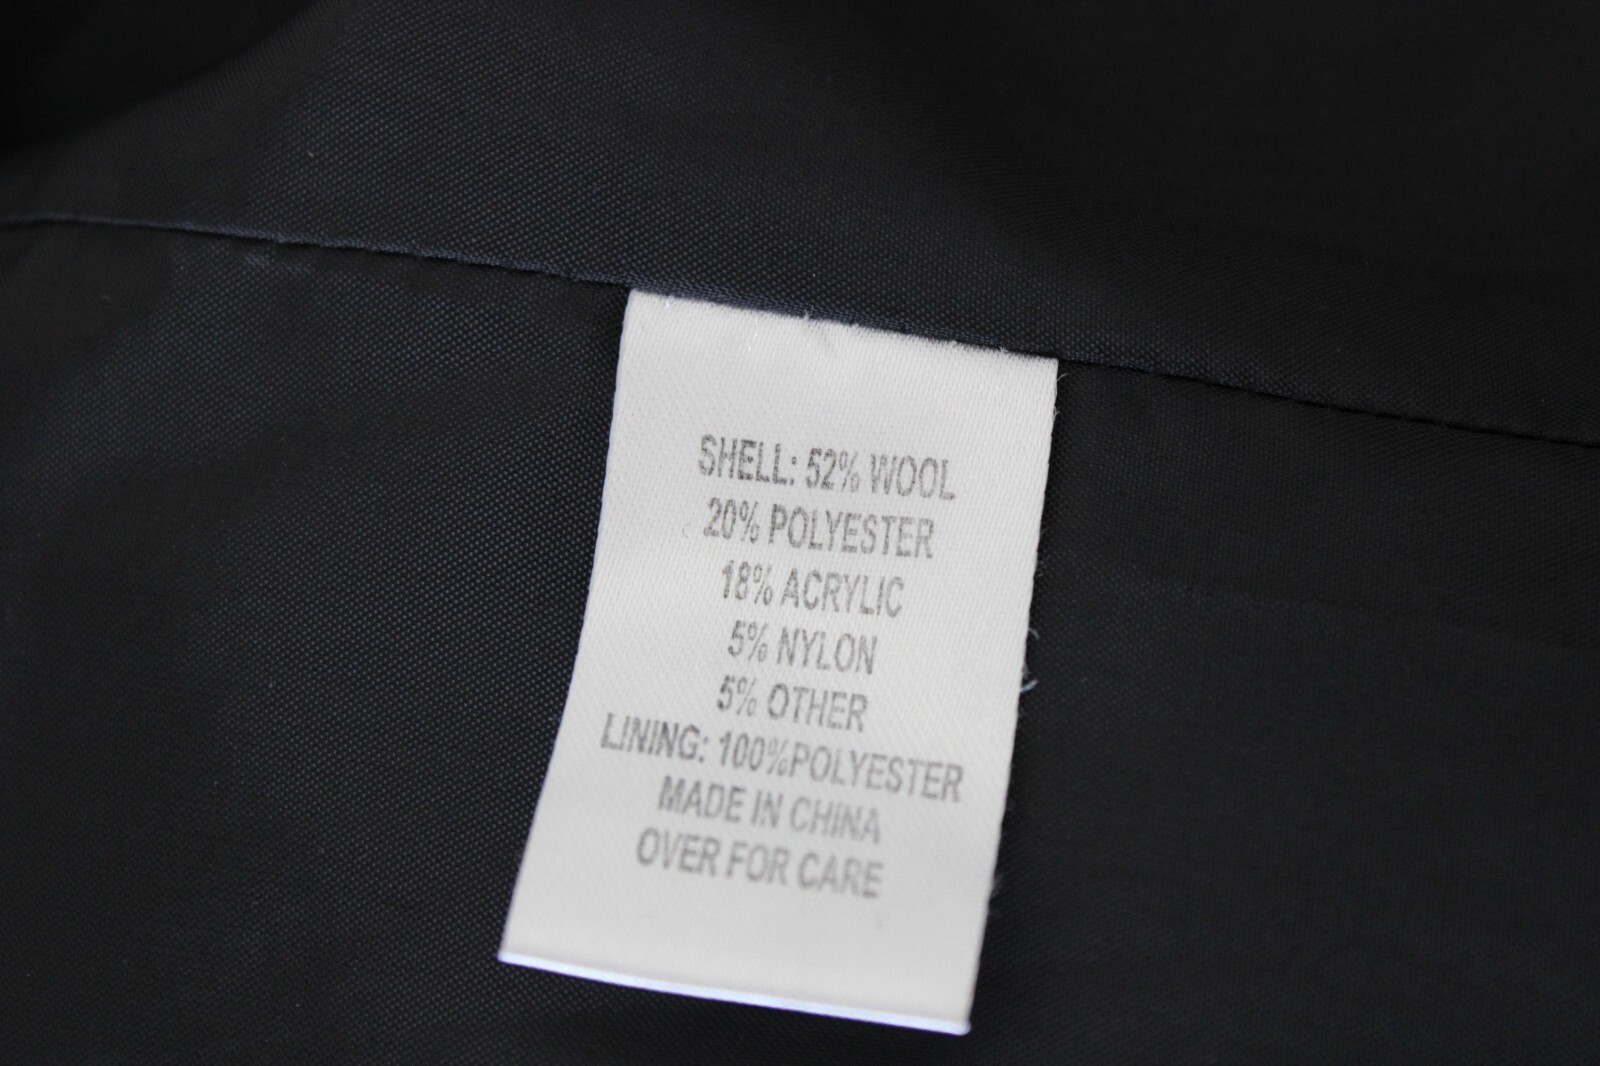 SHELL: 52% WOOL
20% POLYESTER
18% ACRYLIC
5% NYLON
5% OTHER
LINING: 100%POLYESTER
MADE IN CHINA
OVER FOR CARE